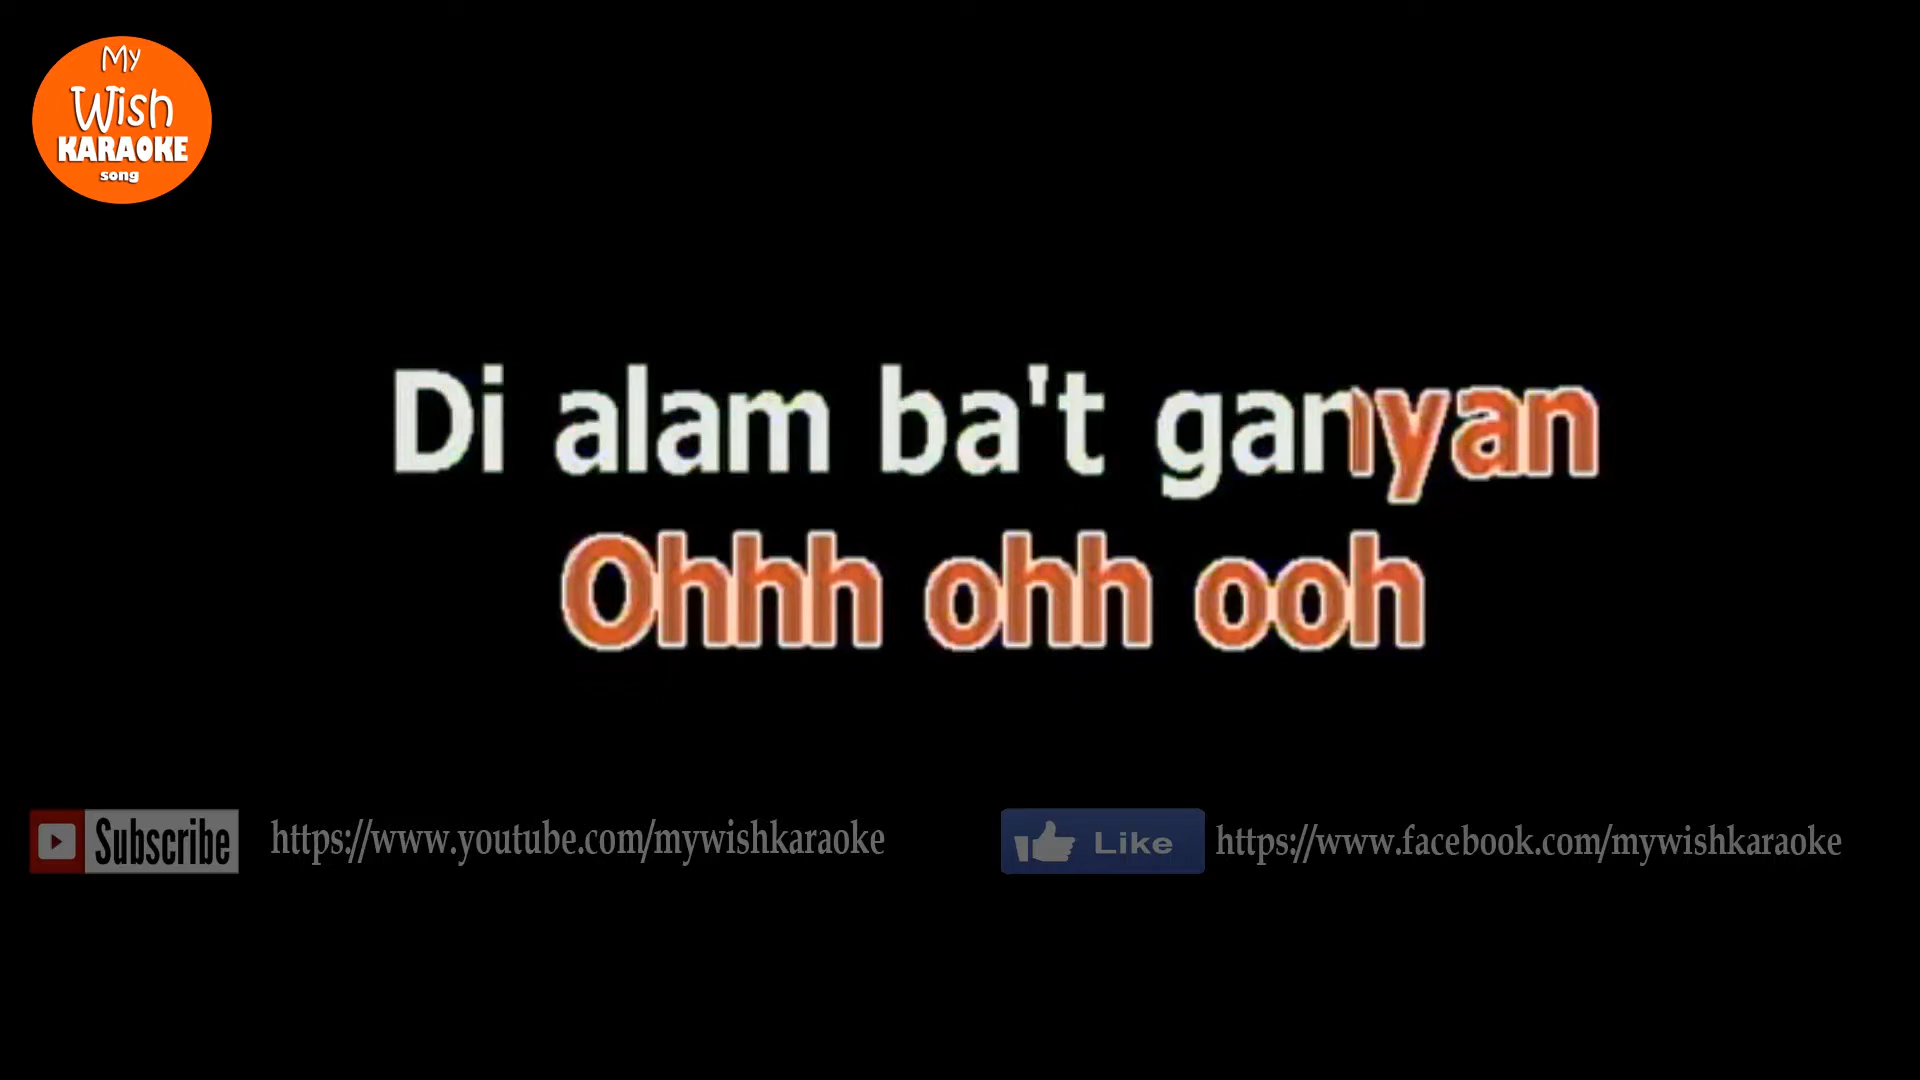 My
Wish
KARAOKE
song
Di alam ba't ganyan
Ohhh ohh ooh
Subscribe https://www.youtube.com/mywishkaraoke
Like https://www.facebook.com/mywishkaraoke